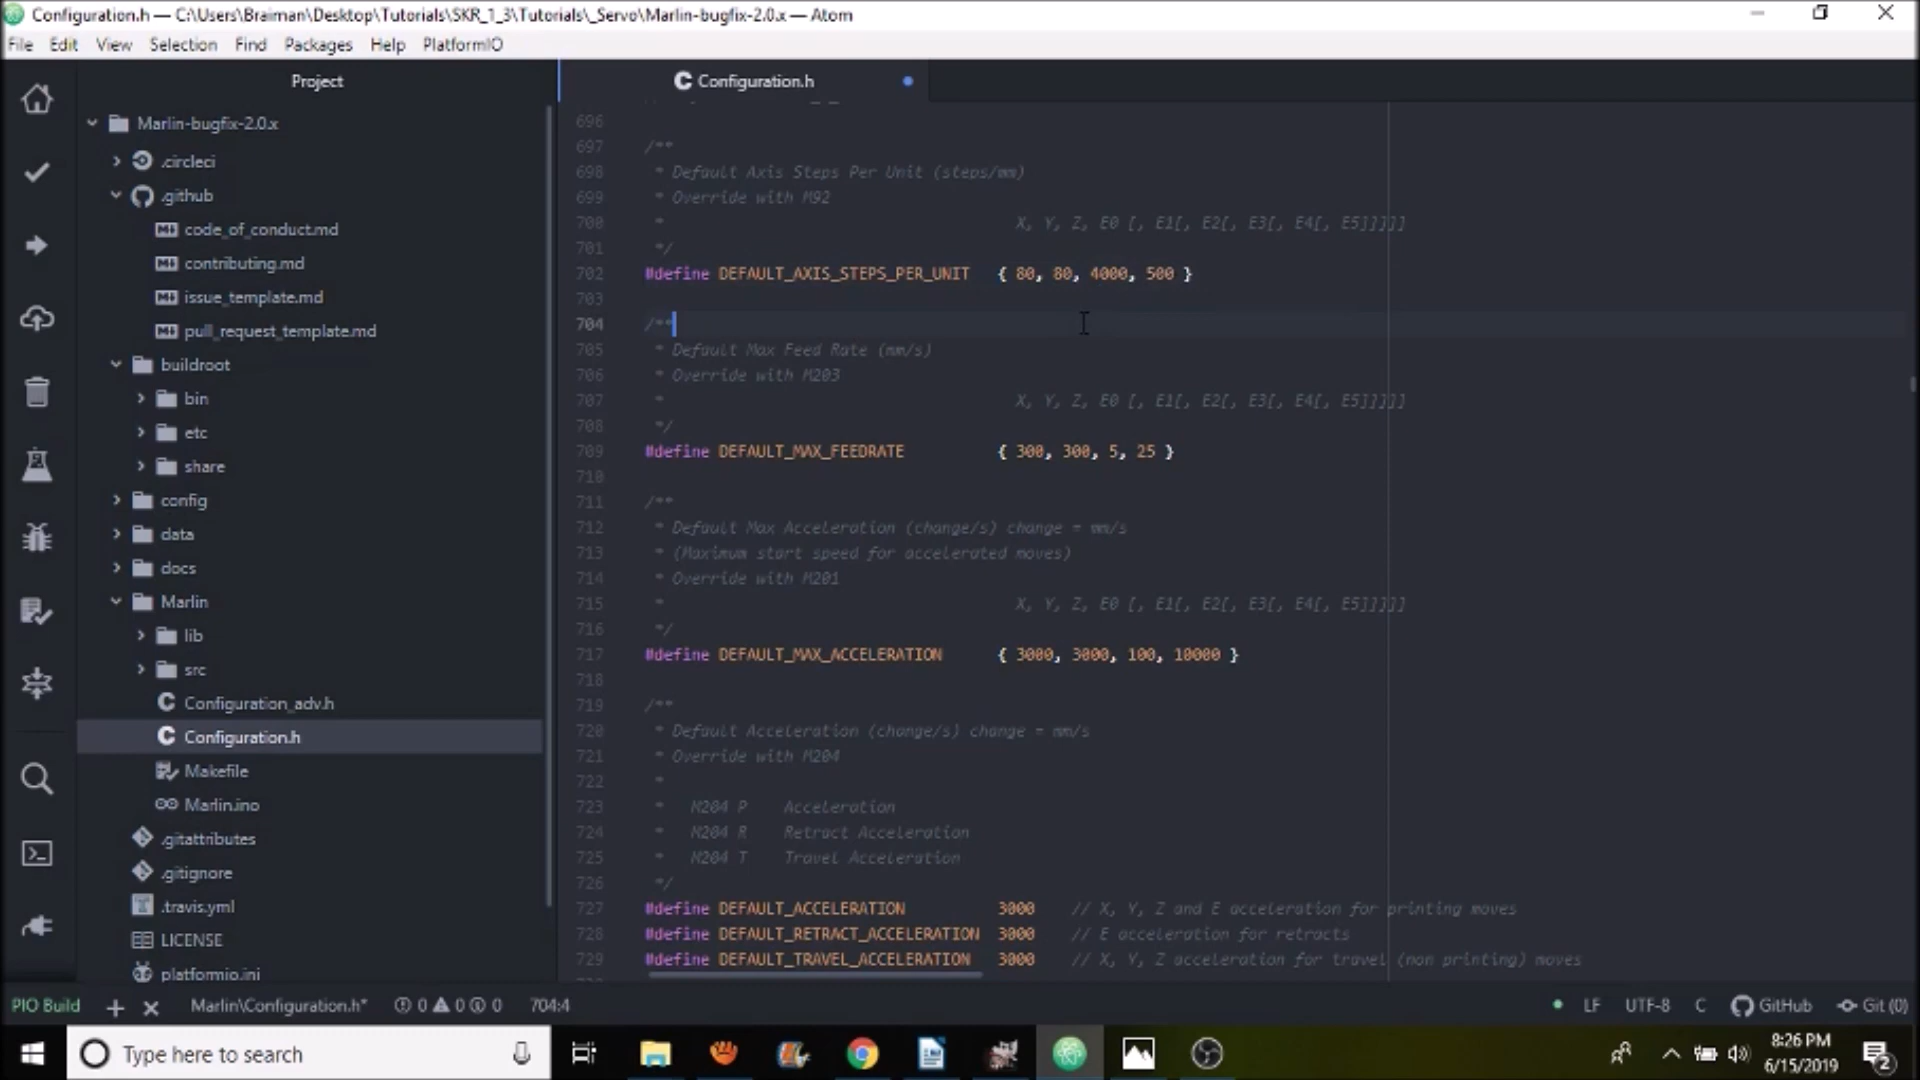 Configuration.h — C:\Users\Braiman\Desktop\Tutorials\SKR_1_3\Tutorials\_Servo\Marlin-bugfix-2.0.x — Atom
File Edit View Selection Find Packages Help PlatformIO
Project
Marlin-bugfix-2.0.x
.circleci
.github
code_of_conduct.md
contributing.md
issue_template.md
pull_request_template.md
buildroot
bin
etc
share
config
data
docs
Marlin
lib
src
Configuration_adv.h
Configuration.h
Makefile
Marlin.ino
.gitattributes
.gitignore
.travis.yml
LICENSE
platformio.ini
Configuration.h
696
697 /**
698 * Default Axis Steps Per Unit (steps/mm)
699 * Override with M92
700 * X, Y, Z, E0 [, E1[, E2[, E3[, E4[, E5]]]]]
701 */
702 #define DEFAULT_AXIS_STEPS_PER_UNIT { 80, 80, 4000, 500 }
703
704 /**
705 * Default Max Feed Rate (mm/s)
706 * Override with M203
707 * X, Y, Z, E0 [, E1[, E2[, E3[, E4[, E5]]]]]
708 */
709 #define DEFAULT_MAX_FEEDRATE { 300, 300, 5, 25 }
710
711 /**
712 * Default Max Acceleration (change/s) change = mm/s
713 * (Maximum start speed for accelerated moves)
714 * Override with M201
715 * X, Y, Z, E0 [, E1[, E2[, E3[, E4[, E5]]]]]
716 */
717 #define DEFAULT_MAX_ACCELERATION { 3000, 3000, 100, 10000 }
718
719 /**
720 * Default Acceleration (change/s) change = mm/s
721 * Override with M204
722 *
723 * M204 P Acceleration
724 * M204 R Retract Acceleration
725 * M204 T Travel Acceleration
726 */
727 #define DEFAULT_ACCELERATION 3000 // X, Y, Z and E acceleration for printing moves
728 #define DEFAULT_RETRACT_ACCELERATION 3000 // E acceleration for retracts
729 #define DEFAULT_TRAVEL_ACCELERATION 3000 // X, Y, Z acceleration for travel (non printing) moves
PIO Build Marlin\Configuration.h* 0 0 0 704:4 LF UTF-8 C GitHub Git (0)
Type here to search
8:26 PM
6/15/2019
2